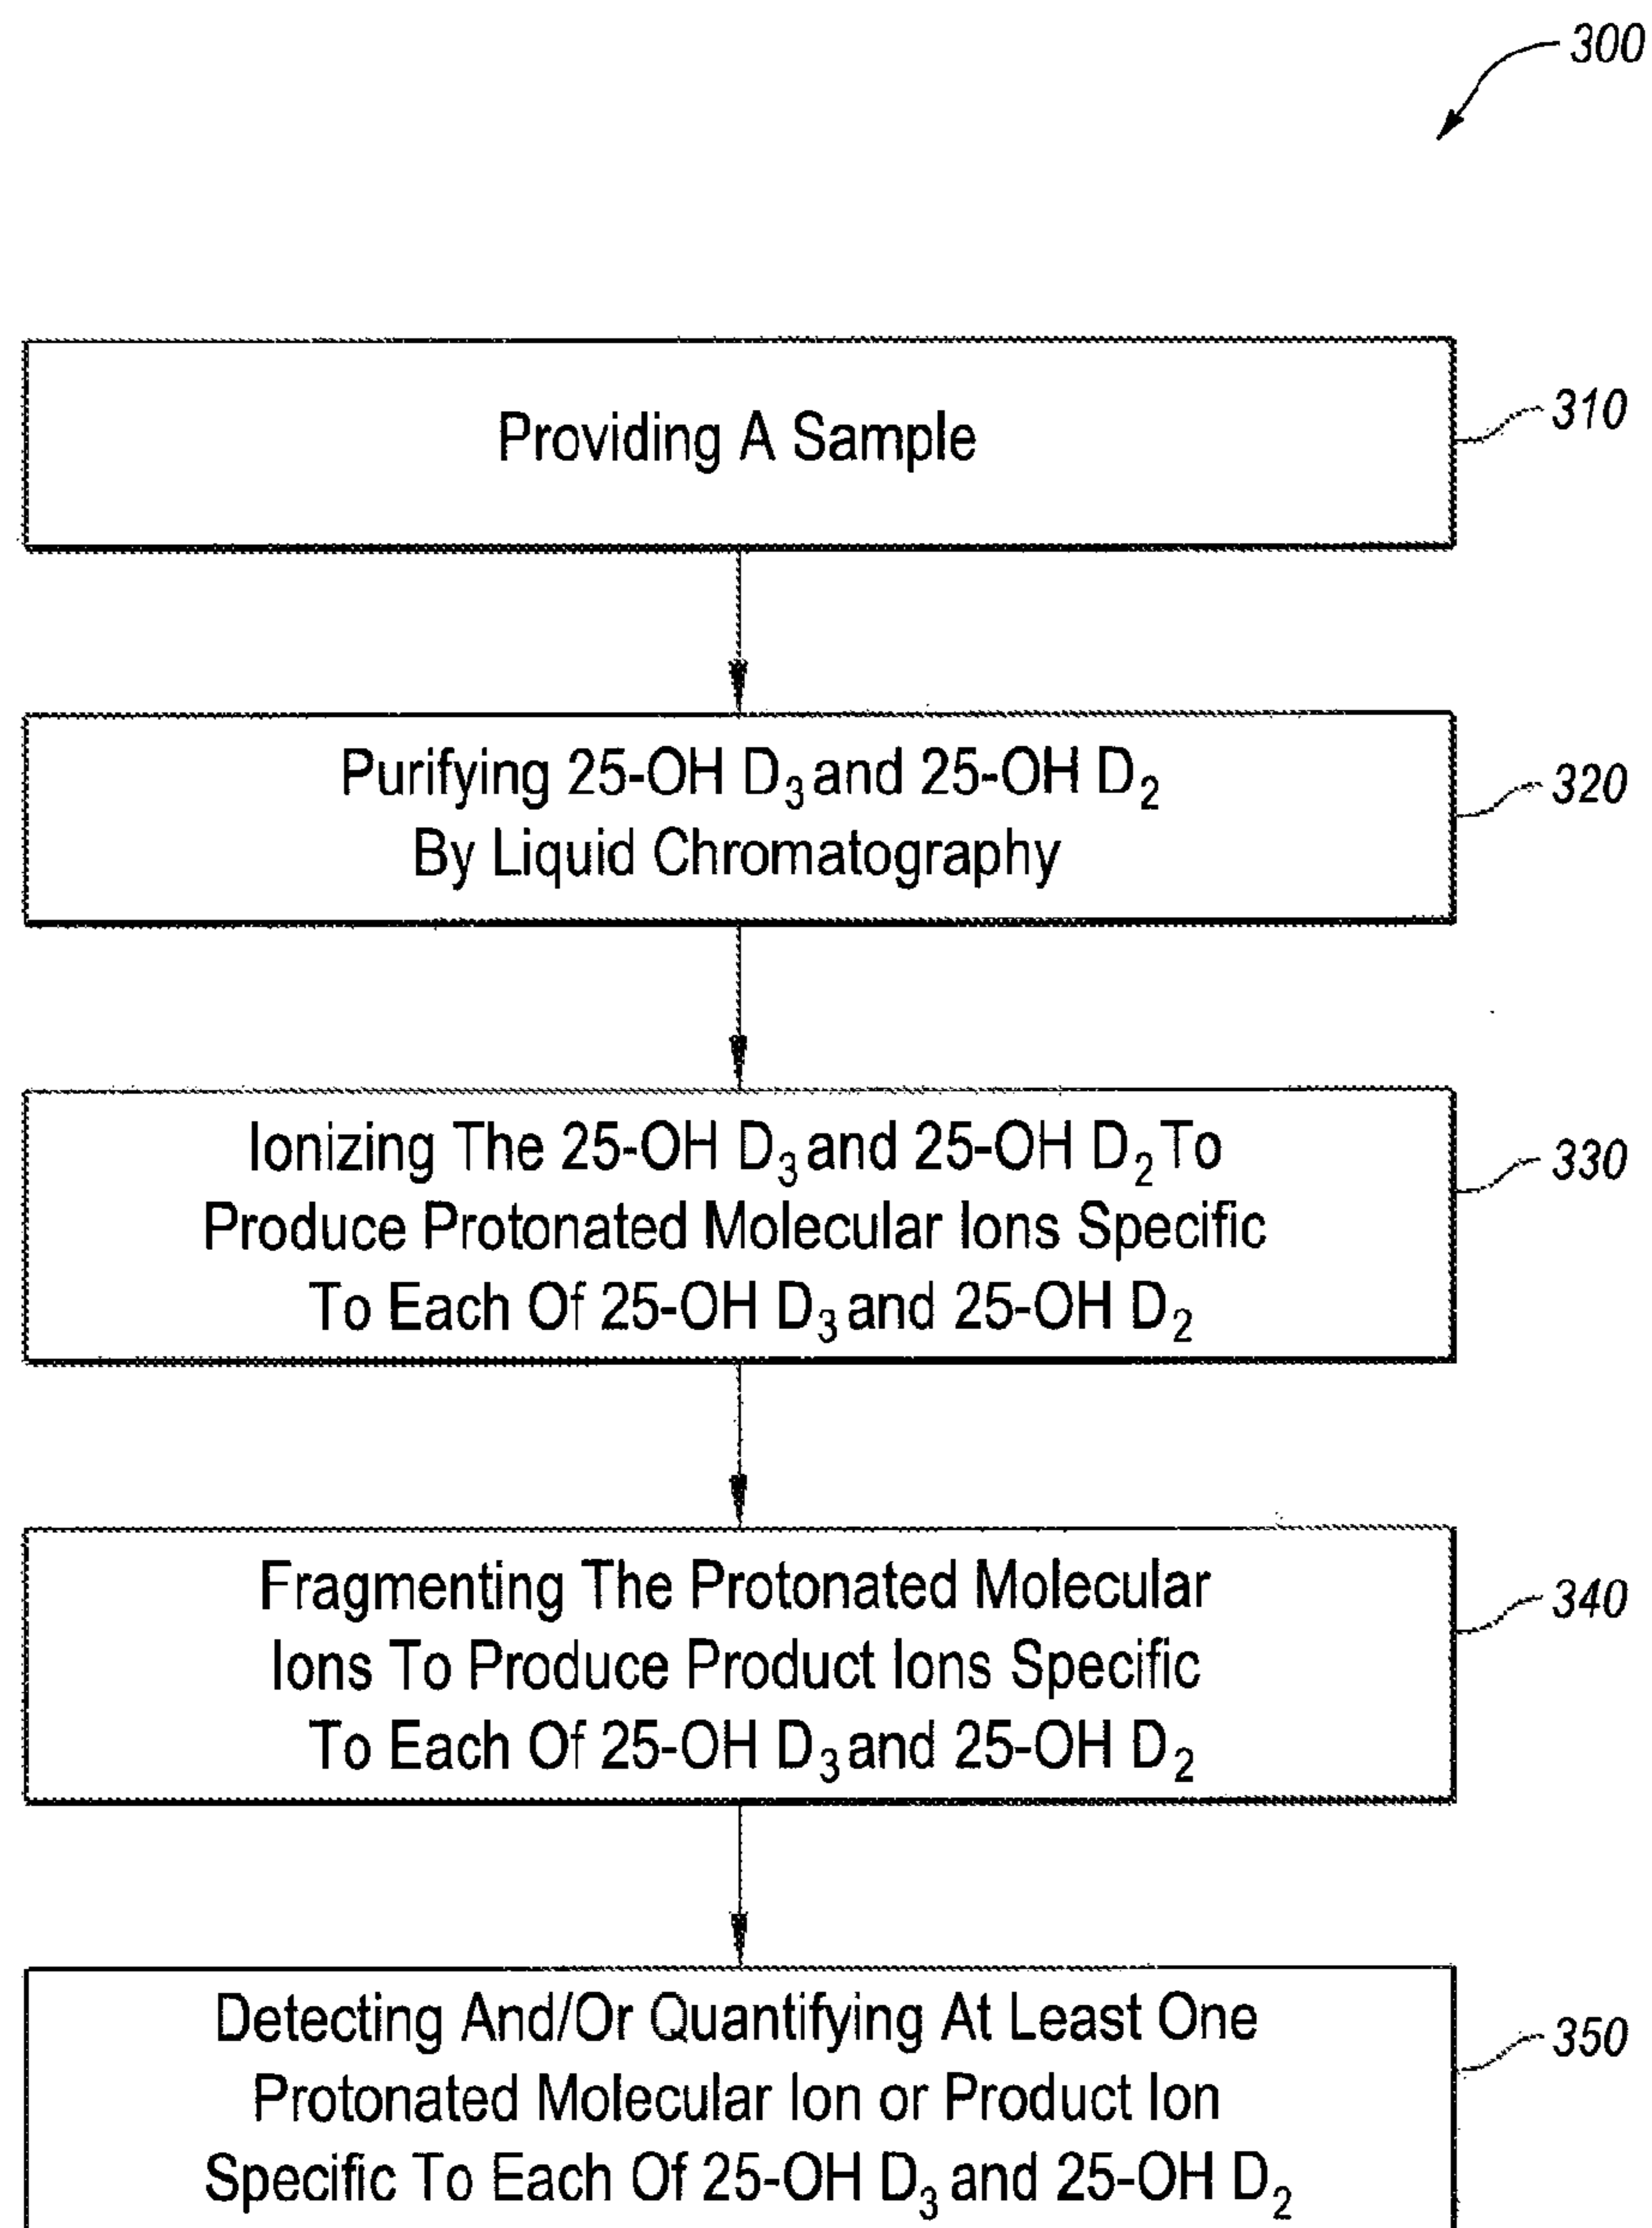 300
Providing A Sample
310
Purifying 25-OH D₃ and 25-OH D₂
By Liquid Chromatography
320
Ionizing The 25-OH D₃ and 25-OH D₂ To
Produce Protonated Molecular Ions Specific
To Each Of 25-OH D₃ and 25-OH D₂
330
Fragmenting The Protonated Molecular
Ions To Produce Product Ions Specific
To Each Of 25-OH D₃ and 25-OH D₂
340
Detecting And/Or Quantifying At Least One
Protonated Molecular Ion or Product Ion
Specific To Each Of 25-OH D₃ and 25-OH D₂
350